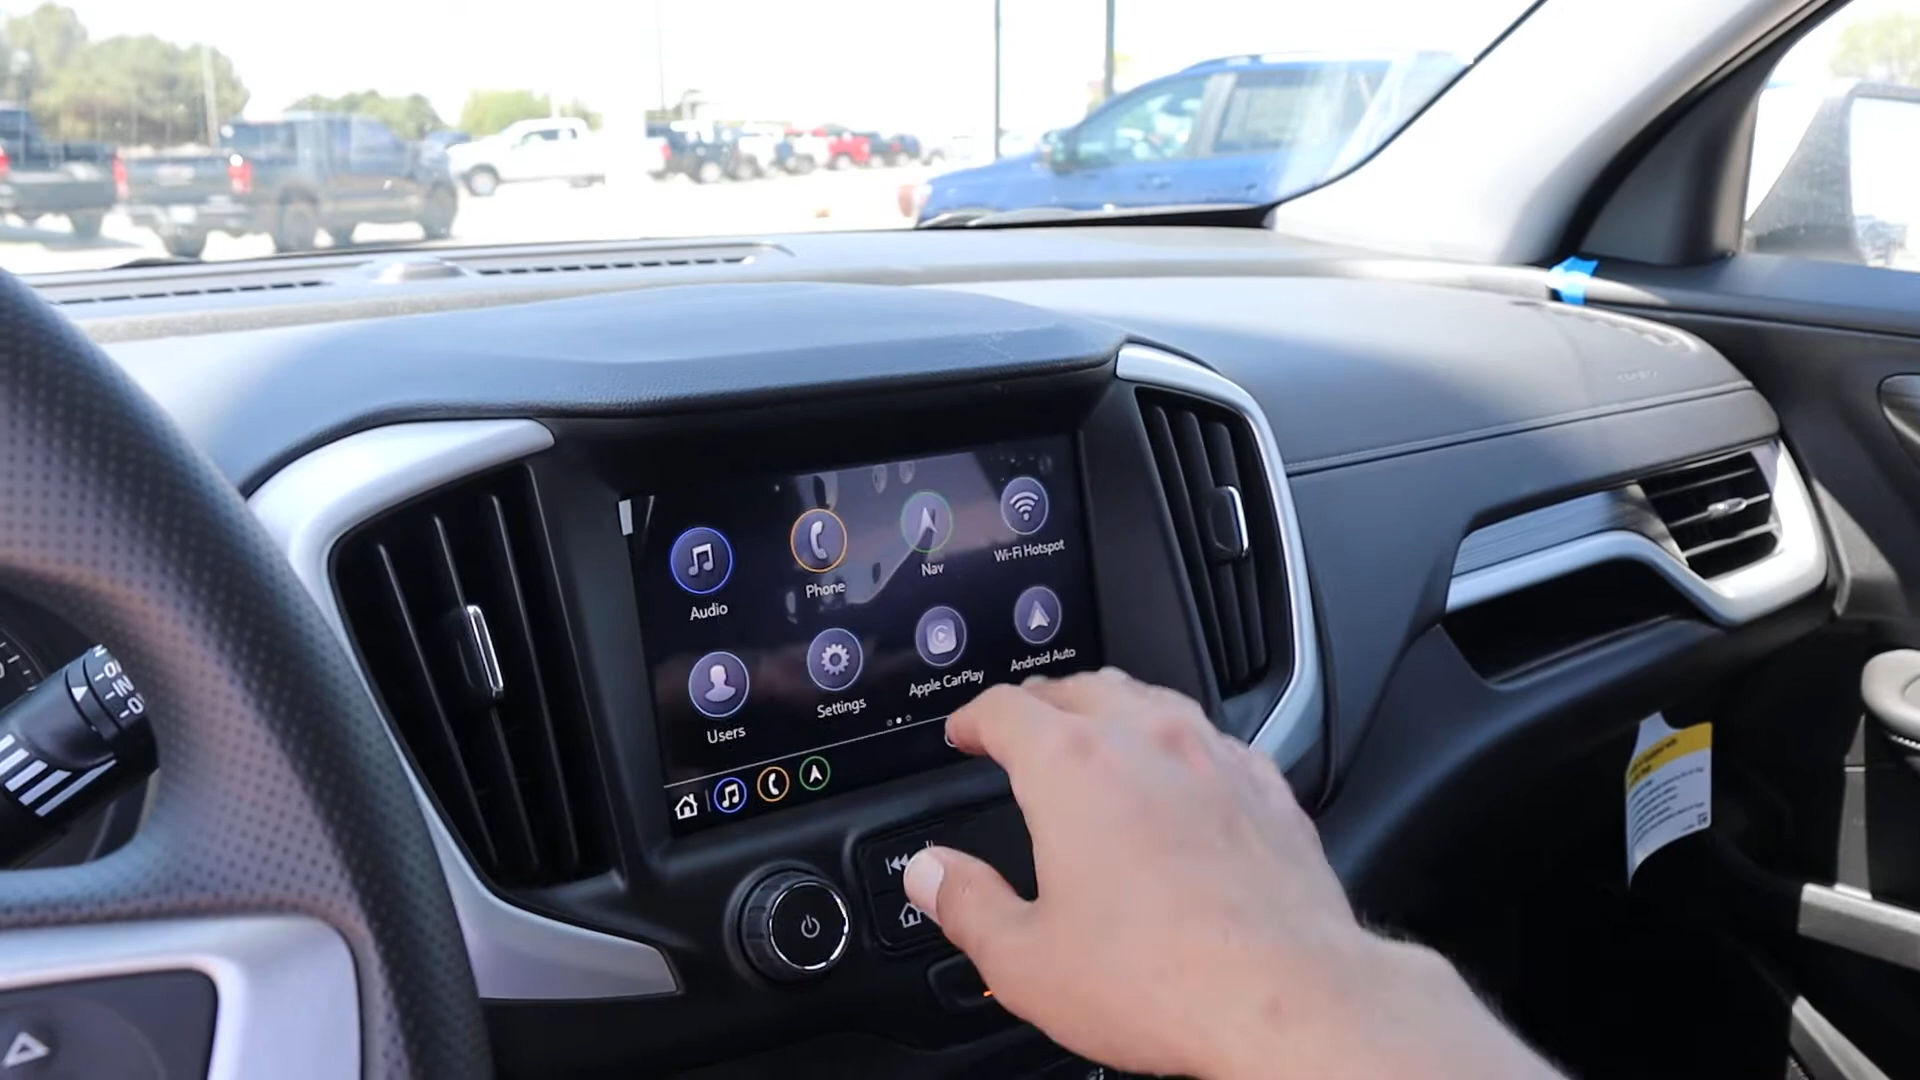 Audio
Phone
Nav
Wi-Fi Hotspot
Users
Settings
Apple CarPlay
Android Auto